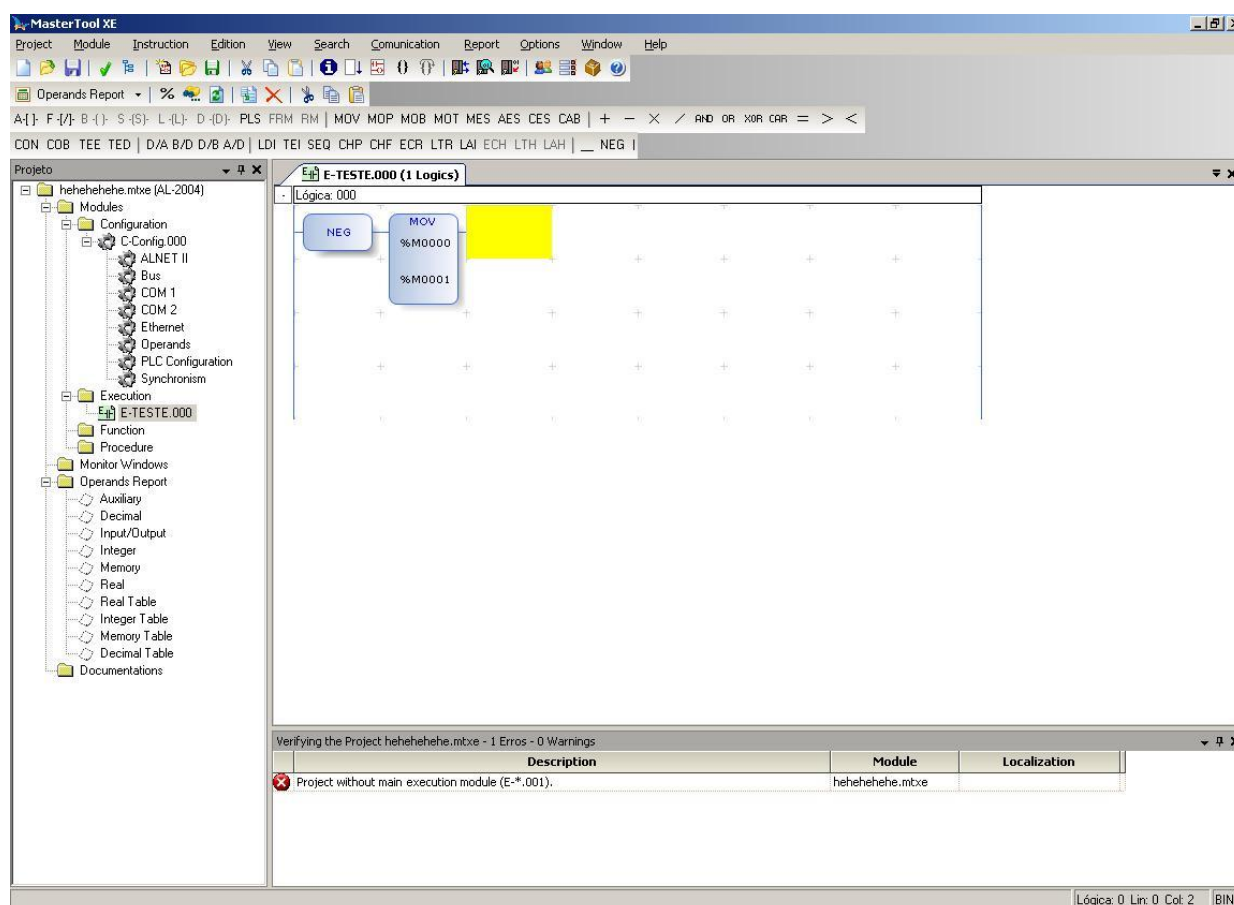 MasterTool XE
Project Module Instruction Edition View Search Comunication Report Options Window Help
Operands Report
A-[ ]- F-[/]- B-( )- S-(S)- L-(L)- D-(D)- PLS FRM RM MOV MOP MOB MOT MES AES CES CAB + − × / AND OR XOR CAR = > <
CON COB TEE TED D/A B/D D/B A/D LDI TEI SEQ CHP CHF ECR LTR LAI ECH LTH LAH NEG
Projeto
hehehehehe.mtxe (AL-2004)
Modules
Configuration
C-Config.000
ALNET II
Bus
COM 1
COM 2
Ethernet
Operands
PLC Configuration
Synchronism
Execution
E-TESTE.000
Function
Procedure
Monitor Windows
Operands Report
Auxiliary
Decimal
Input/Output
Integer
Memory
Real
Real Table
Integer Table
Memory Table
Decimal Table
Documentations
E-TESTE.000 (1 Logics)
Lógica: 000
NEG
MOV
%M0000
%M0001
Verifying the Project hehehehehe.mtxe - 1 Erros - 0 Warnings
Description Module Localization
Project without main execution module (E-*.001). hehehehehe.mtxe
Lógica: 0 Lin: 0 Col: 2 BIN